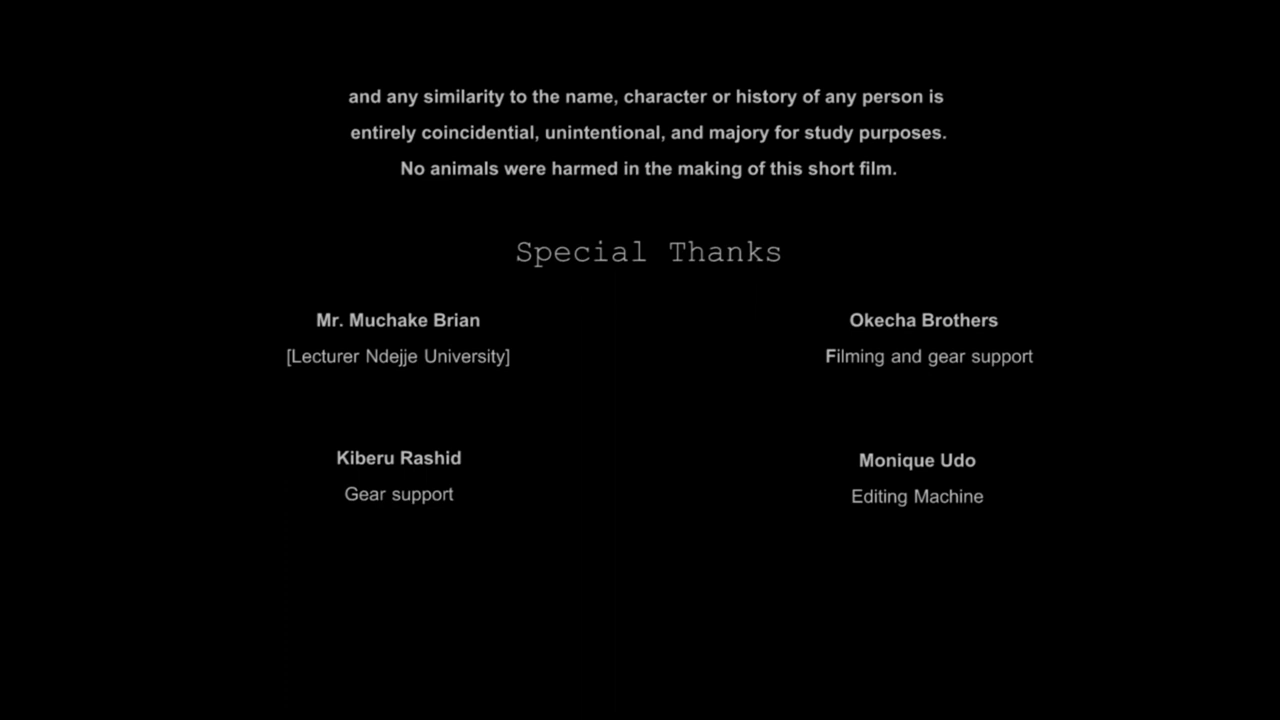 and any similarity to the name, character or history of any person is
entirely coincidential, unintentional, and majory for study purposes.
No animals were harmed in the making of this short film.
Special Thanks
Mr. Muchake Brian
[Lecturer Ndejje University]
Okecha Brothers
Filming and gear support
Kiberu Rashid
Gear support
Monique Udo
Editing Machine